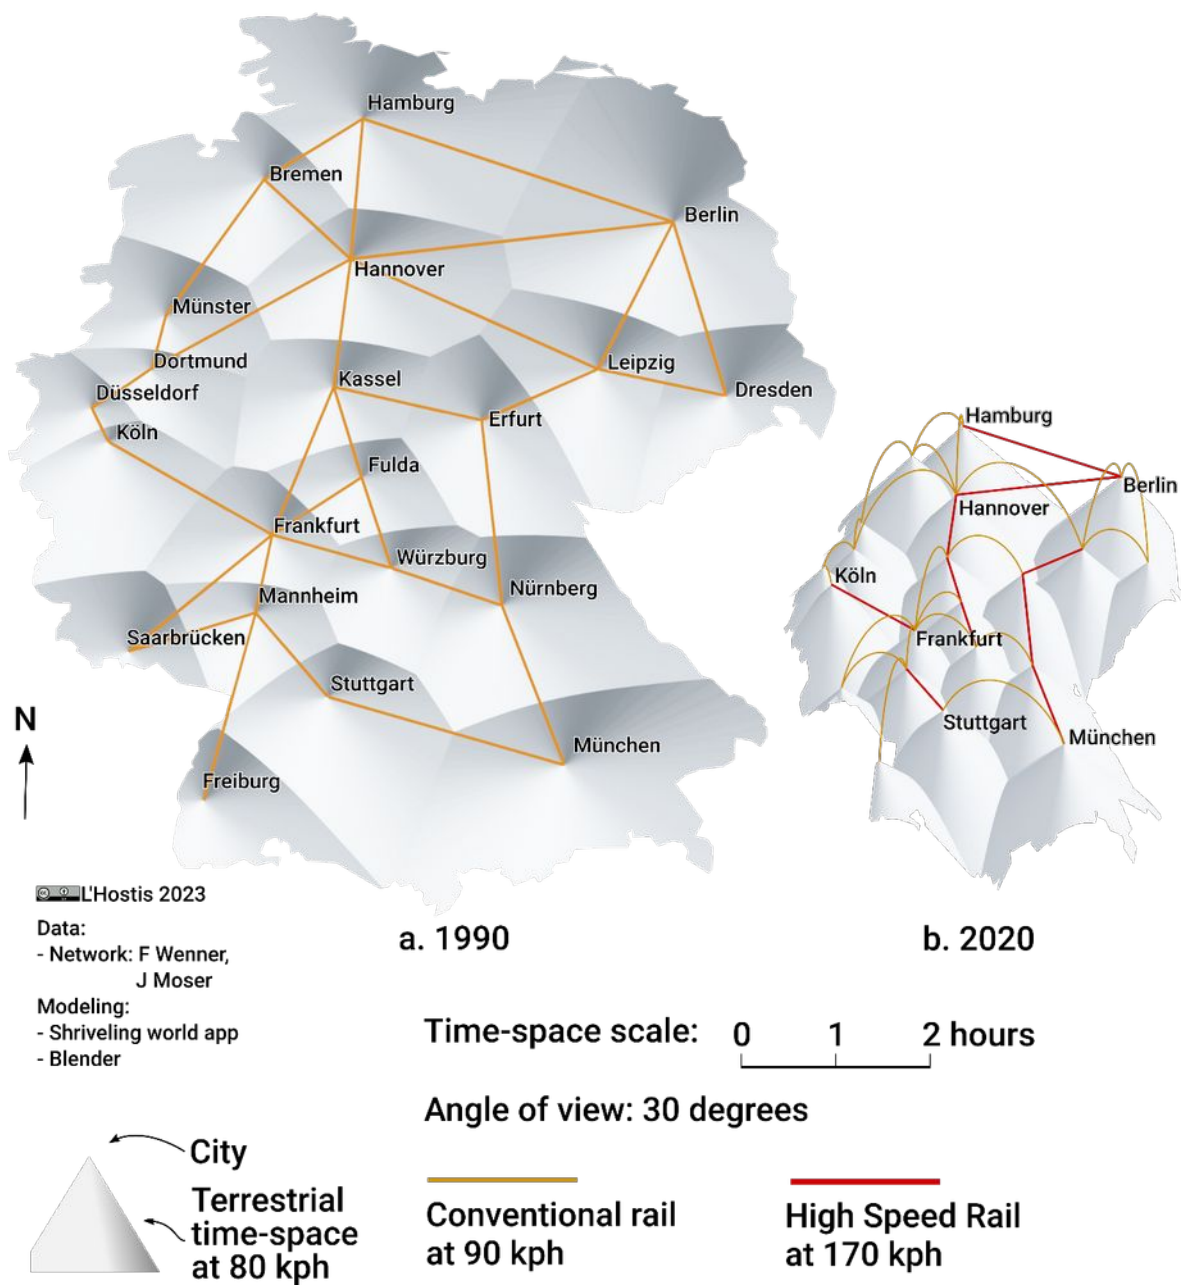 Hamburg
Bremen
Berlin
Hannover
Münster
Dortmund
Kassel
Leipzig
Düsseldorf
Dresden
Köln
Erfurt
Fulda
Frankfurt
Würzburg
Mannheim
Nürnberg
Saarbrücken
Stuttgart
München
Freiburg
N
Hamburg
Berlin
Hannover
Köln
Frankfurt
Stuttgart
München
L'Hostis 2023
Data:
- Network: F Wenner,
J Moser
Modeling:
- Shriveling world app
- Blender
a. 1990
b. 2020
Time-space scale: 0 1 2 hours
Angle of view: 30 degrees
City
Terrestrial
time-space
at 80 kph
Conventional rail
at 90 kph
High Speed Rail
at 170 kph